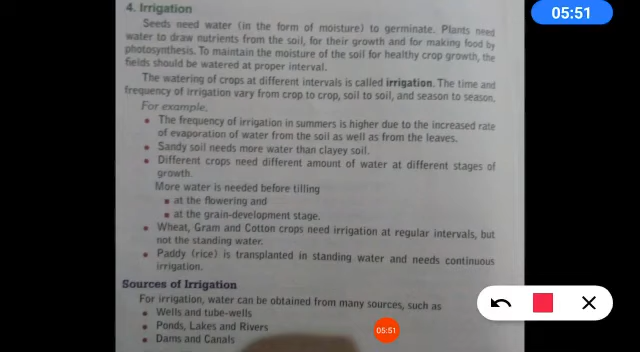 05:51
4. Irrigation
Seeds need water (in the form of moisture) to germinate. Plants need
water to draw nutrients from the soil, for their growth and for making food by
photosynthesis. To maintain the moisture of the soil for healthy crop growth, the
fields should be watered at proper interval.
The watering of crops at different intervals is called irrigation. The time and
frequency of irrigation vary from crop to crop, soil to soil, and season to season.
For example,
• The frequency of irrigation in summers is higher due to the increased rate
of evaporation of water from the soil as well as from the leaves.
• Sandy soil needs more water than clayey soil.
• Different crops need different amount of water at different stages of
growth.
More water is needed before tilling
▪ at the flowering and
▪ at the grain-development stage.
• Wheat, Gram and Cotton crops need irrigation at regular intervals, but
not the standing water.
• Paddy (rice) is transplanted in standing water and needs continuous
irrigation.
Sources of Irrigation
For irrigation, water can be obtained from many sources, such as
• Wells and tube-wells
• Ponds, Lakes and Rivers
• Dams and Canals
05:51